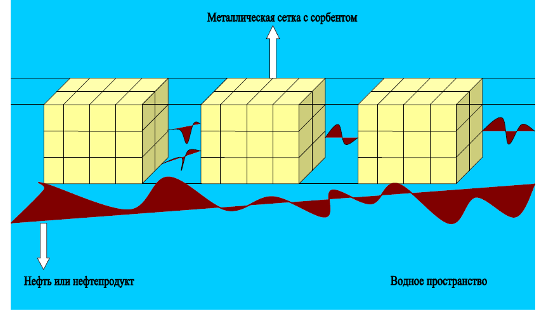 Металлическая сетка с сорбентом
Нефть или нефтепродукт
Водное пространство